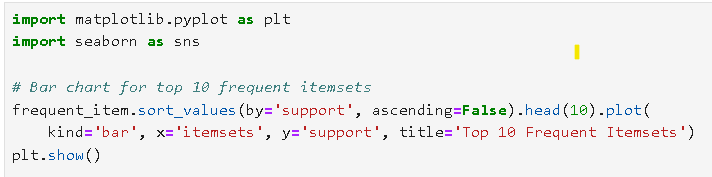 import matplotlib.pyplot as plt
import seaborn as sns
# Bar chart for top 10 frequent itemsets
frequent_item.sort_values(by='support', ascending=False).head(10).plot(
    kind='bar', x='itemsets', y='support', title='Top 10 Frequent Itemsets')
plt.show()